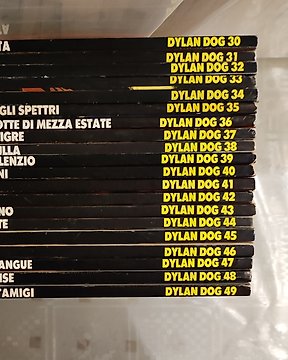 TA DYLAN DOG 30
DYLAN DOG 31
DYLAN DOG 32
DYLAN DOG 33
DYLAN DOG 34
GLI SPETTRI DYLAN DOG 35
OTTE DI MEZZA ESTATE DYLAN DOG 36
IGRE DYLAN DOG 37
ILLA DYLAN DOG 38
LENZIO DYLAN DOG 39
NI DYLAN DOG 40
DYLAN DOG 41
DYLAN DOG 42
NO DYLAN DOG 43
TE DYLAN DOG 44
DYLAN DOG 45
DYLAN DOG 46
ANGUE DYLAN DOG 47
ISE DYLAN DOG 48
TAMIGI DYLAN DOG 49